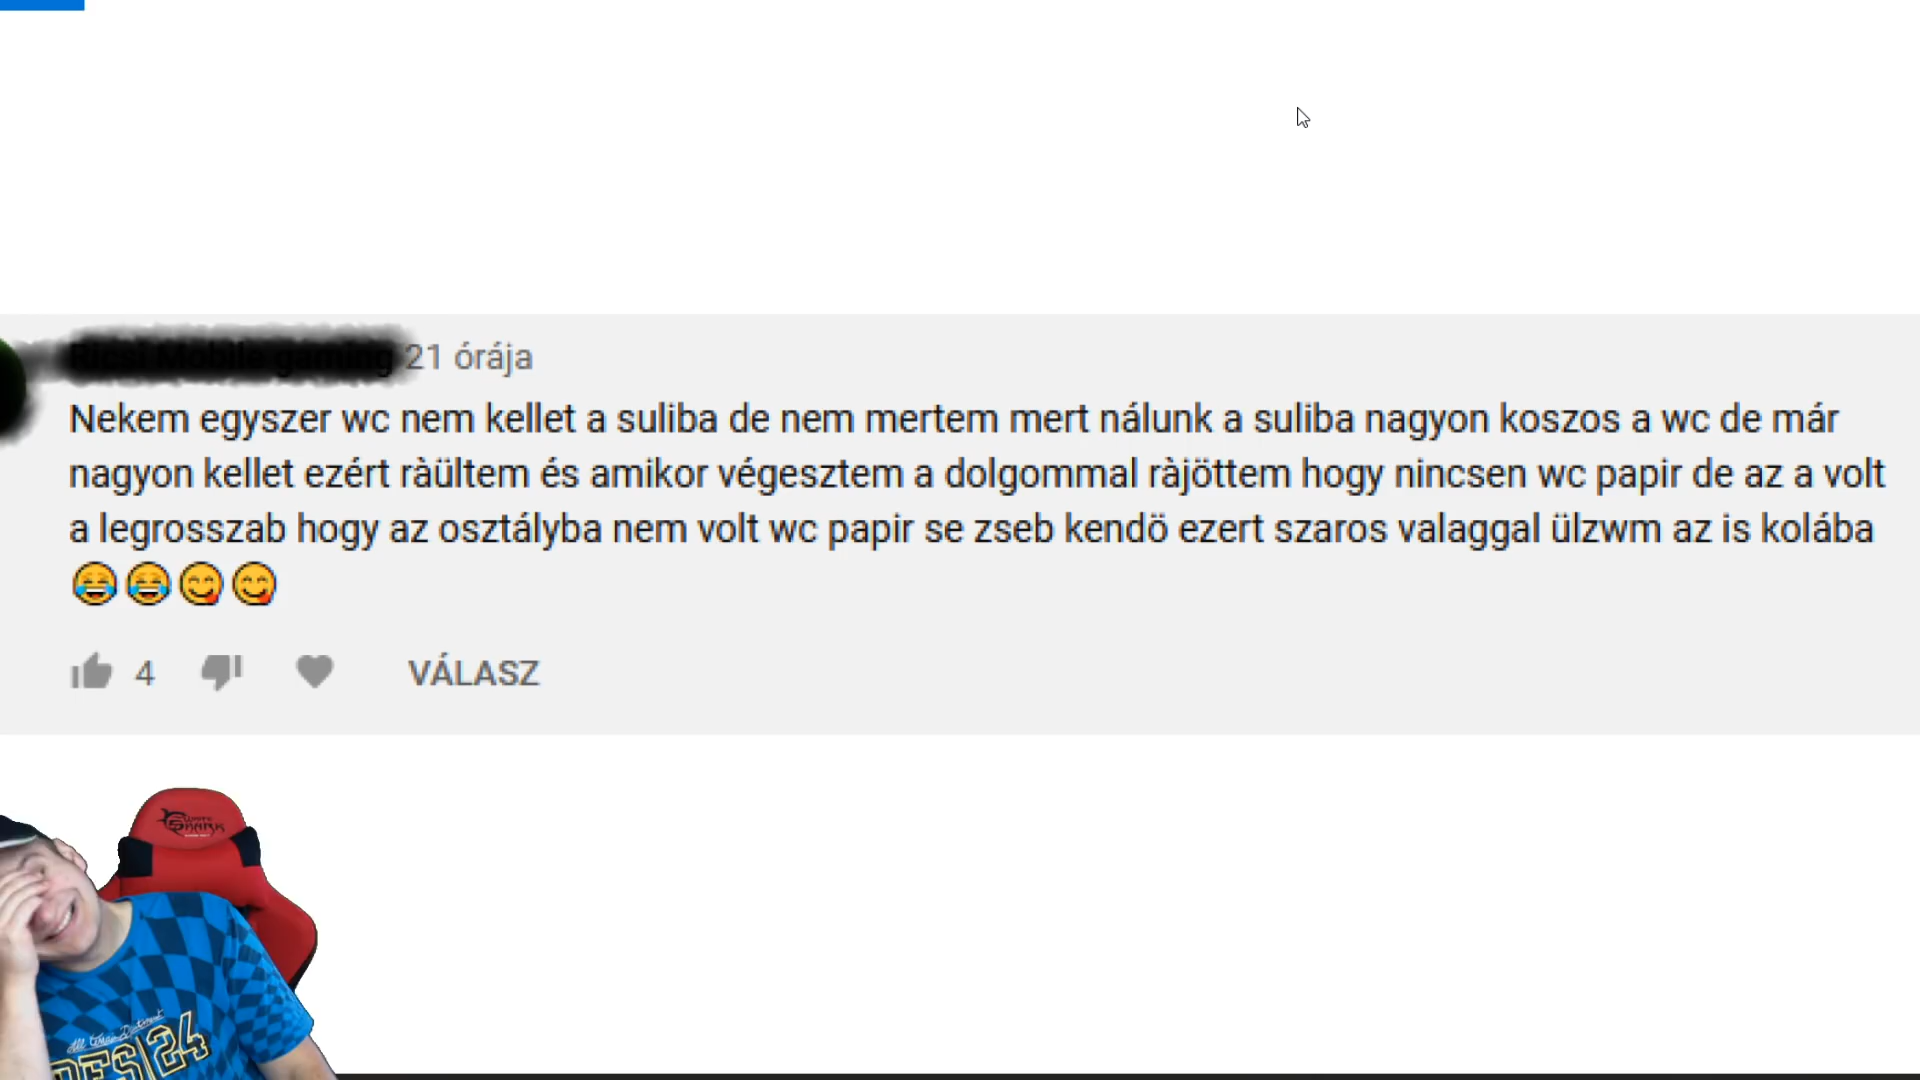 21 órája
Nekem egyszer wc nem kellet a suliba de nem mertem mert nálunk a suliba nagyon koszos a wc de már
nagyon kellet ezért ràültem és amikor végesztem a dolgommal ràjöttem hogy nincsen wc papir de az a volt
a legrosszab hogy az osztályba nem volt wc papir se zseb kendö ezert szaros valaggal ülzwm az is kolába
😂😂😋😋
4 VÁLASZ
SHARK
24